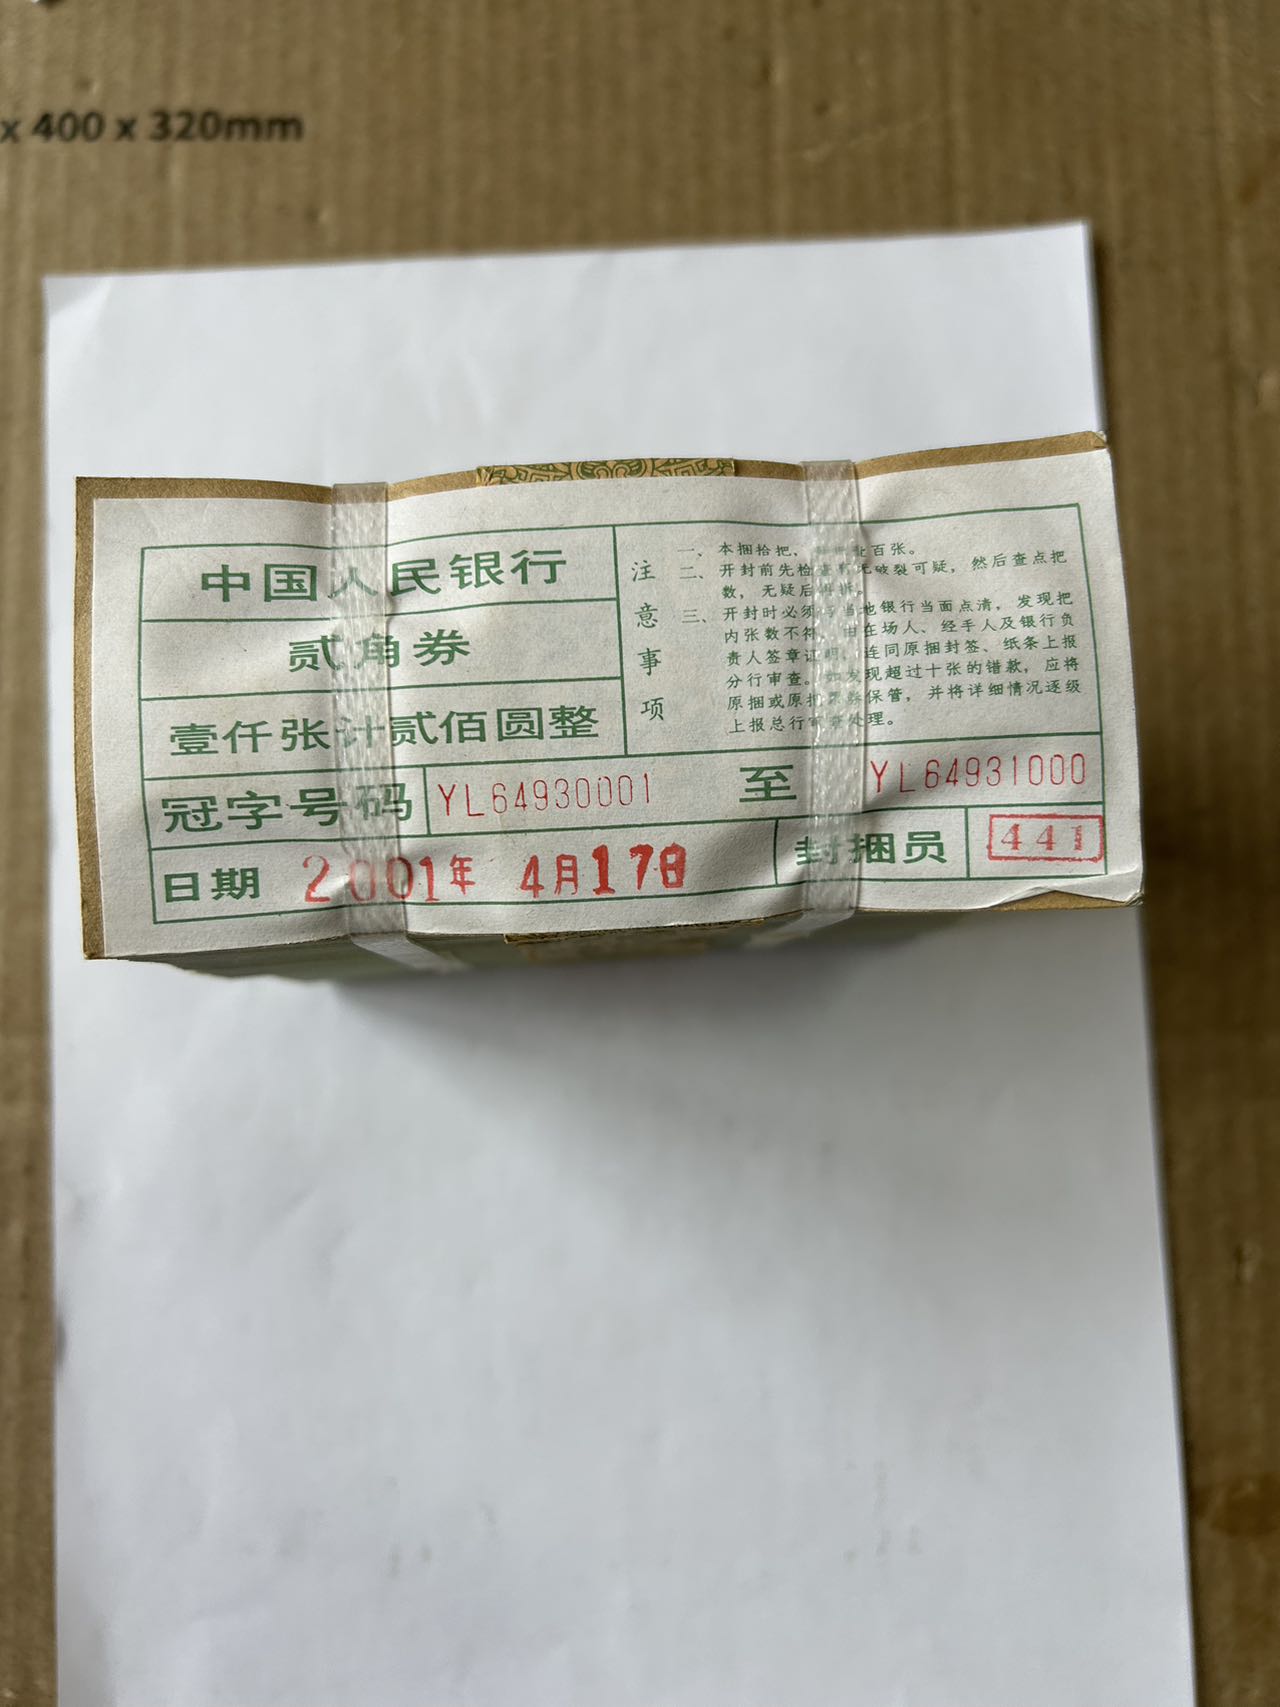 x 400 x 320mm
中国人民银行
贰角券
壹仟张计贰佰圆整
冠字号码 YL64930001 至 YL64931000
日期 2001年 4月17日 封捆员 441
注意事项
一、本捆拾把，壹百张。
二、开封前先检无破裂可疑，然后查点把
数，无疑后再拆。
三、开封时必须与当地银行当面点清，发现把
内张数不符，由在场人、经手人及银行负
责人签章证明，连同原捆封签、纸条上报
分行审查。如发现超过十张的错款，应将
原捆或原把票券保管，并将详细情况逐级
上报总行审查处理。